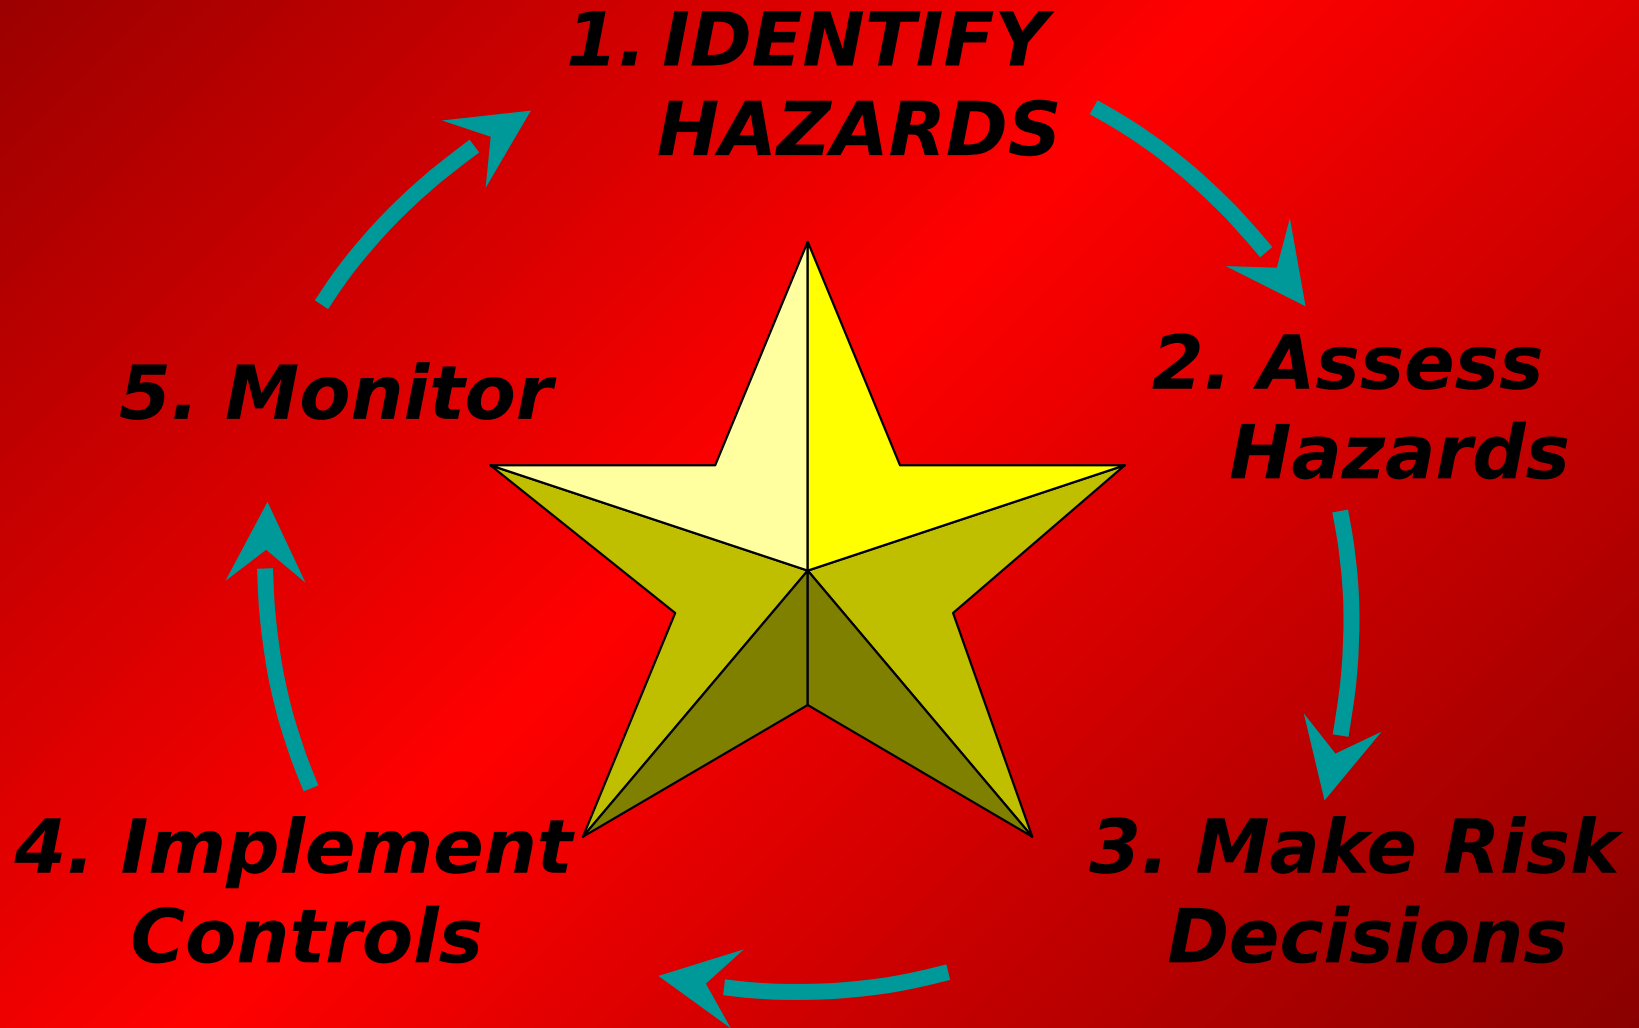 1. IDENTIFY
HAZARDS
2. Assess
Hazards
3. Make Risk
Decisions
4. Implement
Controls
5. Monitor